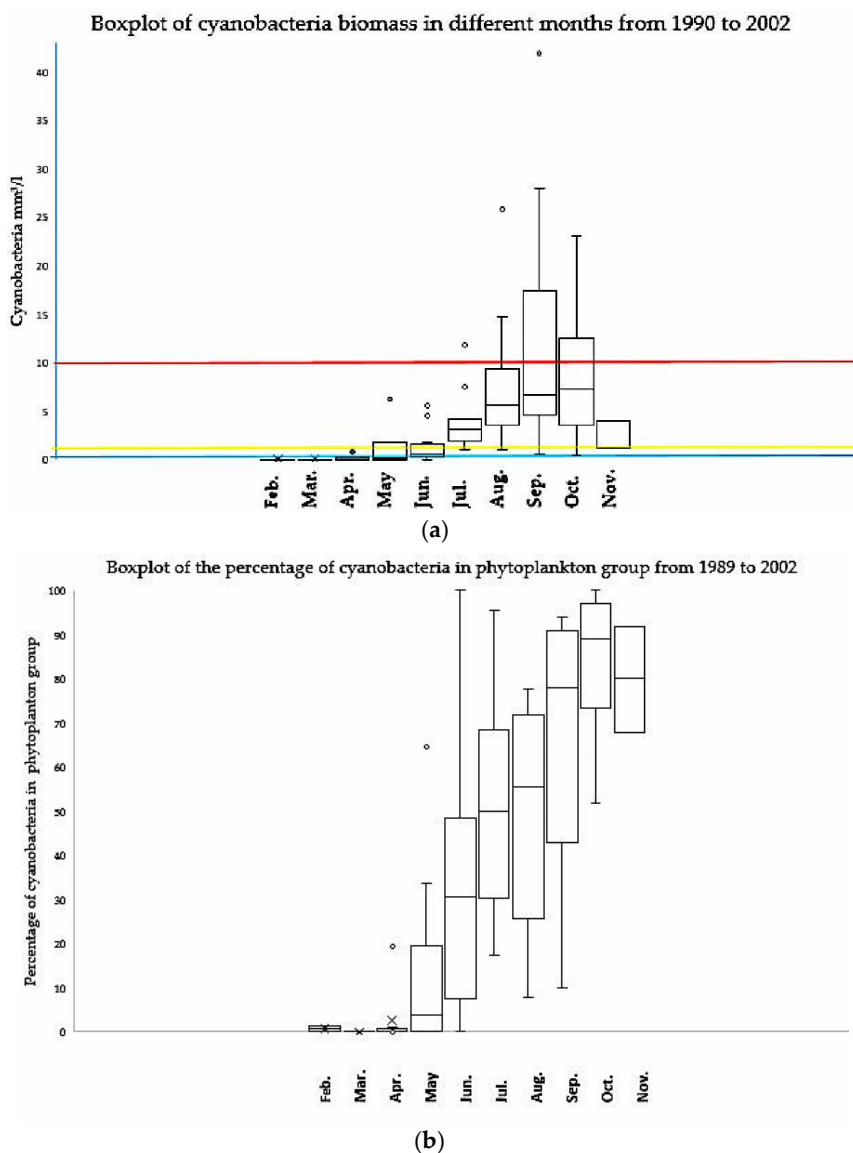 Boxplot of cyanobacteria biomass in different months from 1990 to 2002
Cyanobacteria mm³/l
40
35
30
25
20
15
10
5
0
Feb.
Mar.
Apr.
May
Jun.
Jul.
Aug.
Sep.
Oct.
Nov.
(a)
Boxplot of the percentage of cyanobacteria in phytoplankton group from 1989 to 2002
Percentage of cyanobacteria in phytoplanton group
100
90
80
70
60
50
40
30
20
10
0
Feb.
Mar.
Apr.
May
Jun.
Jul.
Aug.
Sep.
Oct.
Nov.
(b)